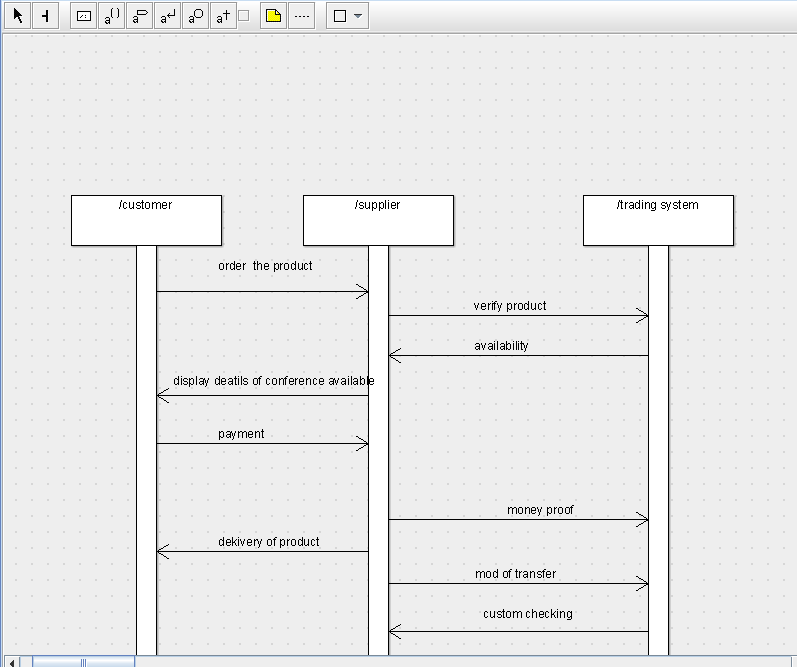 /customer
/supplier
/trading system
order the product
verify product
availability
display deatils of conference available
payment
money proof
dekivery of product
mod of transfer
custom checking